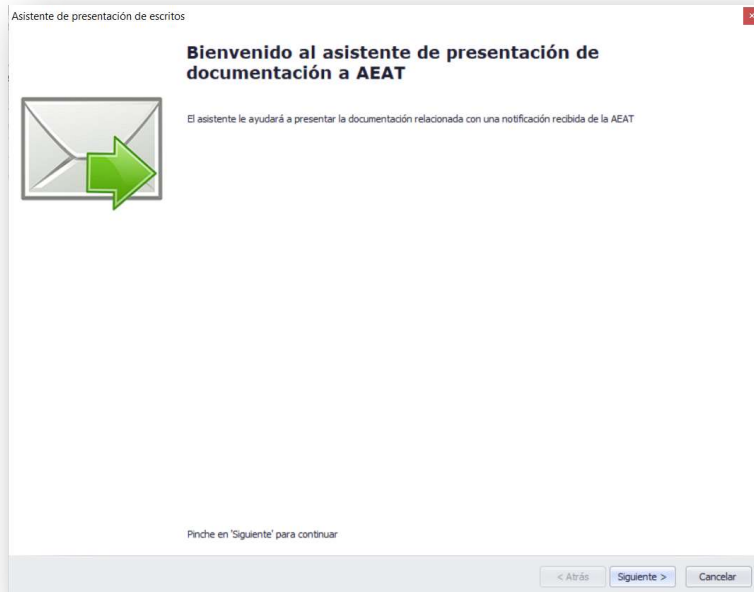 Asistente de presentación de escritos
Bienvenido al asistente de presentación de
documentación a AEAT
El asistente le ayudará a presentar la documentación relacionada con una notificación recibida de la AEAT
Pinche en 'Siguiente' para continuar
< Atrás
Siguiente >
Cancelar